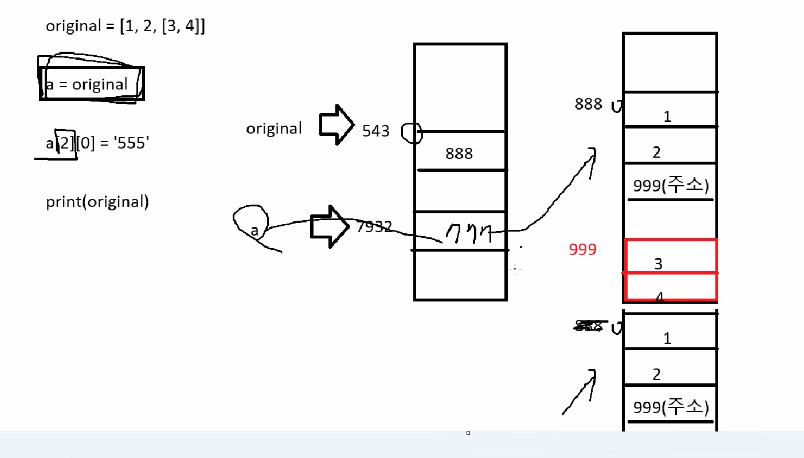 original = [1, 2, [3, 4]]
a = original
a[2][0] = '555'
print(original)
original
543
888
a
7932
777
888
1
2
999(주소)
999
3
4
1
2
999(주소)